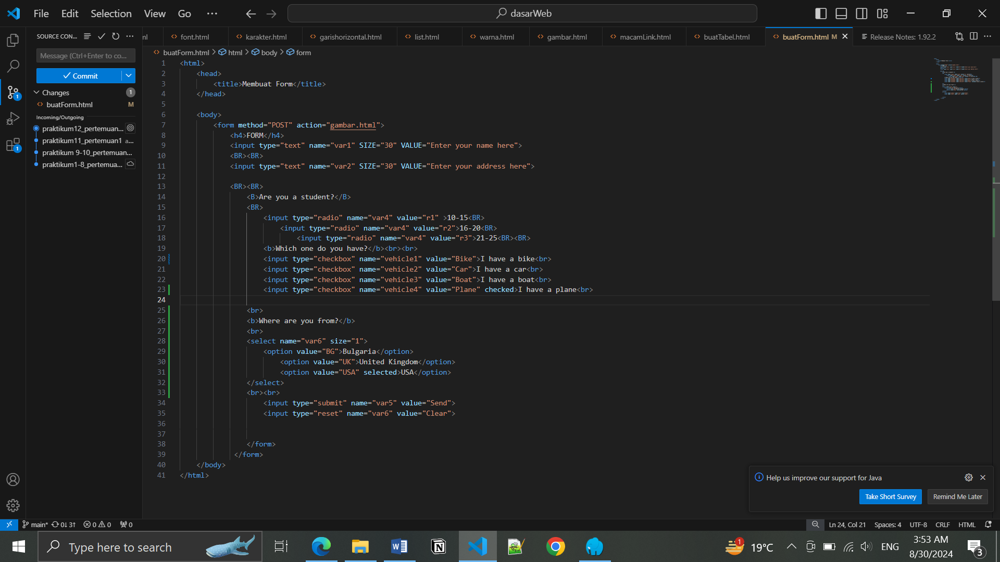 File Edit Selection View Go ··· dasarWeb
SOURCE CON...
Message (Ctrl+Enter to co...
Commit
Changes 1
buatForm.html M
Incoming/Outgoing
praktikum12_pertemuan...
praktikum11_pertemuan1 a...
praktikum 9-10_pertemuan...
praktikum1-8_pertemua...
1
1
nl font.html karakter.html garishorizontal.html list.html warna.html gambar.html macamLink.html buatTabel.html buatForm.html M Release Notes: 1.92.2
buatForm.html > html > body > form
1 <html>
2 <head>
3 <title>Membuat Form</title>
4 </head>
5
6 <body>
7 <form method="POST" action="gambar.html">
8 <h4>FORM</h4>
9 <input type="text" name="var1" SIZE="30" VALUE="Enter your name here">
10 <BR><BR>
11 <input type="text" name="var2" SIZE="30" VALUE="Enter your address here">
12
13 <BR><BR>
14 <B>Are you a student?</B>
15 <BR>
16 <input type="radio" name="var4" value="r1" >10-15<BR>
17 <input type="radio" name="var4" value="r2">16-20<BR>
18 <input type="radio" name="var4" value="r3">21-25<BR><BR>
19 <b>Which one do you have?</b><br><br>
20 <input type="checkbox" name="vehicle1" value="Bike">I have a bike<br>
21 <input type="checkbox" name="vehicle2" value="Car">I have a car<br>
22 <input type="checkbox" name="vehicle3" value="Boat">I have a boat<br>
23 <input type="checkbox" name="vehicle4" value="Plane" checked>I have a plane<br>
24
25 <br>
26 <b>Where are you from?</b>
27 <br>
28 <select name="var6" size="1">
29 <option value="BG">Bulgaria</option>
30 <option value="UK">United Kingdom</option>
31 <option value="USA" selected>USA</option>
32 </select>
33 <br><br>
34 <input type="submit" name="var5" value="Send">
35 <input type="reset" name="var6" value="Clear">
36
37
38 </form>
39 </form>
40 </body>
41 </html>
Help us improve our support for Java
Take Short Survey Remind Me Later
main* 0↓ 3↑ 0 0 0 Ln 24, Col 21 Spaces: 4 UTF-8 CRLF HTML
Type here to search 1 19°C ENG 3:53 AM
8/30/2024 3